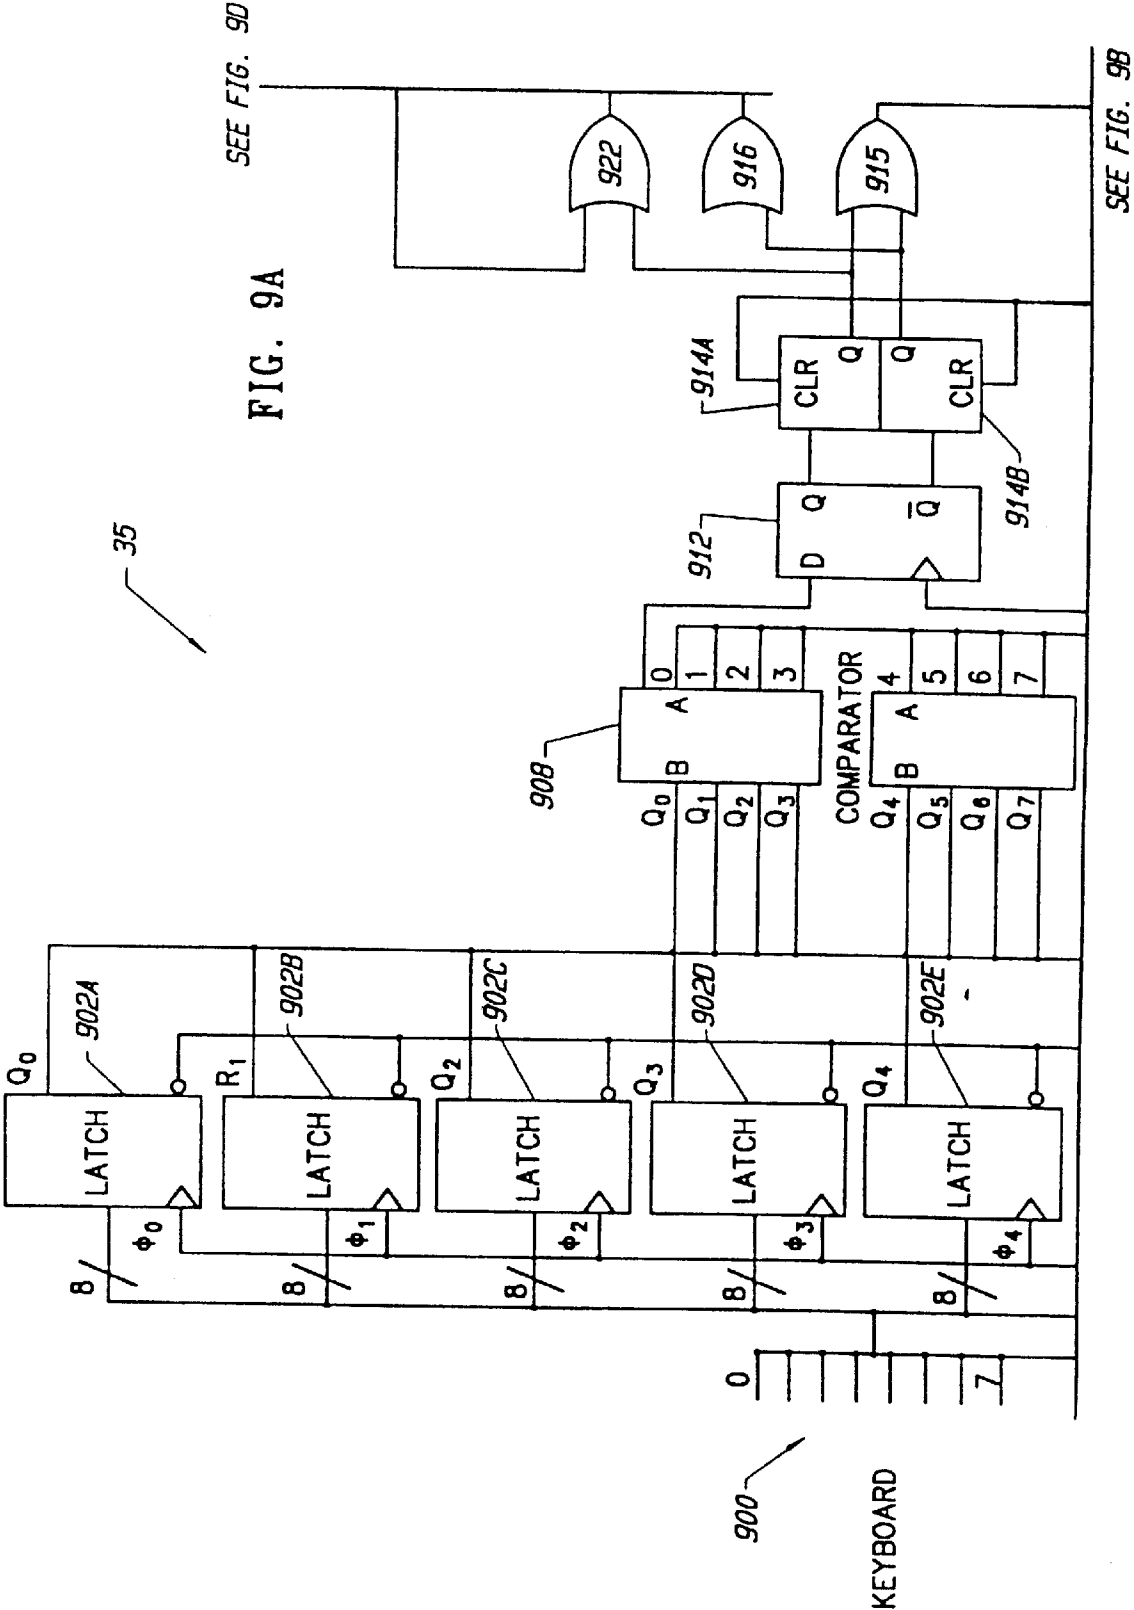 FIG. 9A
SEE FIG. 9D
SEE FIG. 9B
35
KEYBOARD
900
0
7
8
8
8
8
8
Φ0
Φ1
Φ2
Φ3
Φ4
LATCH
LATCH
LATCH
LATCH
LATCH
Q0
R1
Q2
Q3
Q4
902A
902B
902C
902D
902E
908
Q0
Q1
Q2
Q3
B
A
0
1
2
3
COMPARATOR
Q4
Q5
Q6
Q7
B
A
4
5
6
7
912
D
Q
Q̅
914A
CLR
Q
Q
CLR
914B
922
916
915